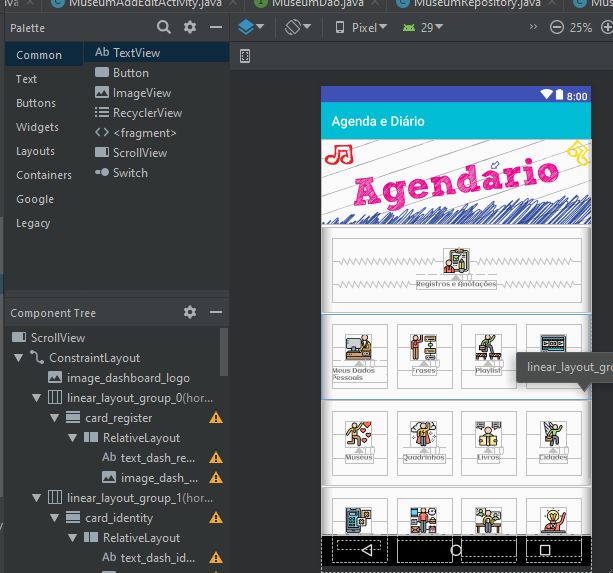 ava
MuseumAddEditActivity.java
MuseumDao.java
MuseumRepository.java
Mus
Palette
Pixel
29
25%
Common
Text
Buttons
Widgets
Layouts
Containers
Google
Legacy
Ab TextView
Button
ImageView
RecyclerView
<fragment>
ScrollView
Switch
8:00
Agenda e Diário
Agendário
Registros e Anotações
Meus Dados
Pessoais
Frases
Playlist
linear_layout_gro
Museus
Quadrinhos
Livros
Cidades
Component Tree
ScrollView
ConstraintLayout
image_dashboard_logo
linear_layout_group_0(hor...
card_register
RelativeLayout
Ab text_dash_re...
image_dash_...
linear_layout_group_1(hor...
card_identity
RelativeLayout
Ab text_dash_id...